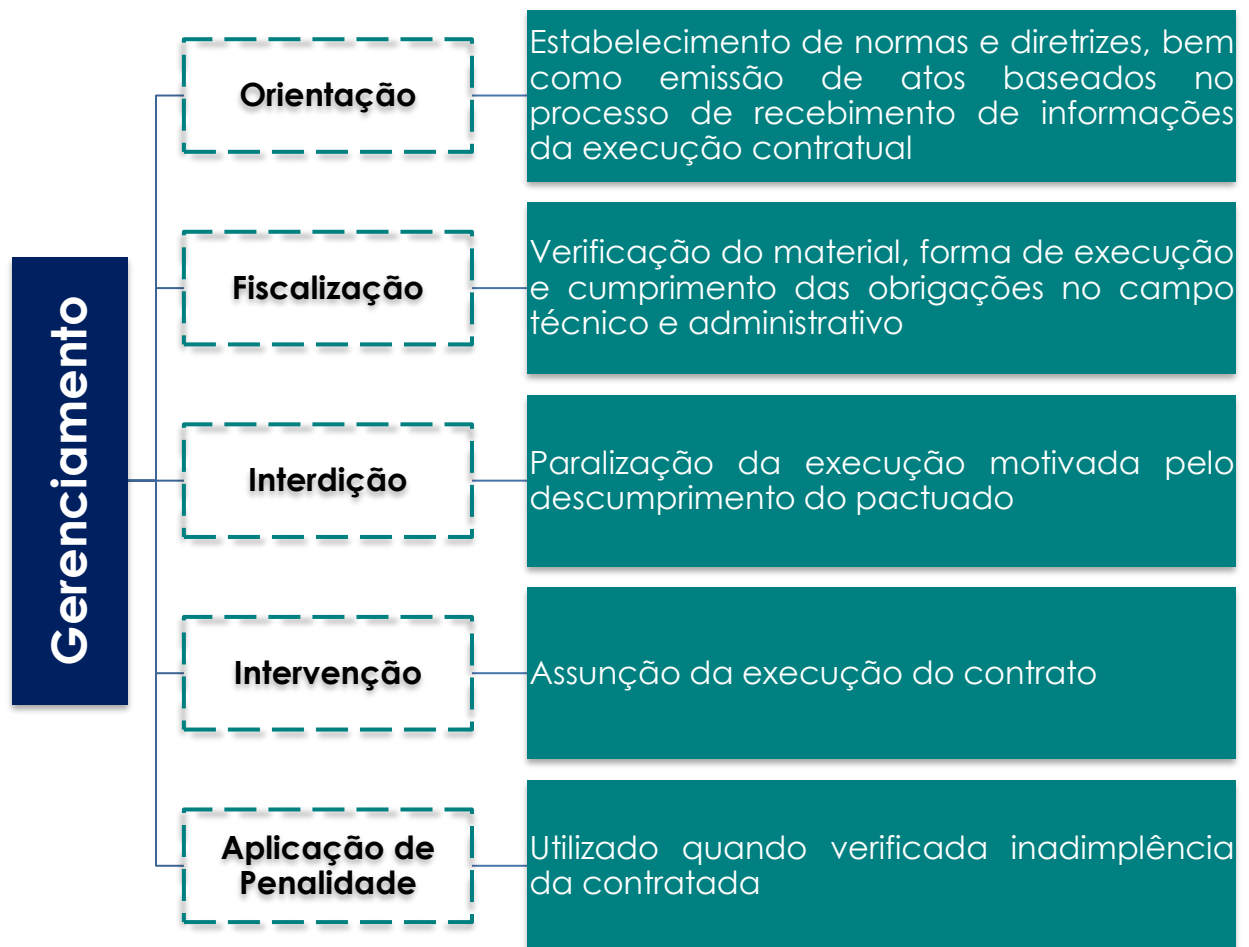 Gerenciamento
Orientação
Estabelecimento de normas e diretrizes, bem
como emissão de atos baseados no
processo de recebimento de informações
da execução contratual
Fiscalização
Verificação do material, forma de execução
e cumprimento das obrigações no campo
técnico e administrativo
Interdição
Paralização da execução motivada pelo
descumprimento do pactuado
Intervenção
Assunção da execução do contrato
Aplicação de
Penalidade
Utilizado quando verificada inadimplência
da contratada